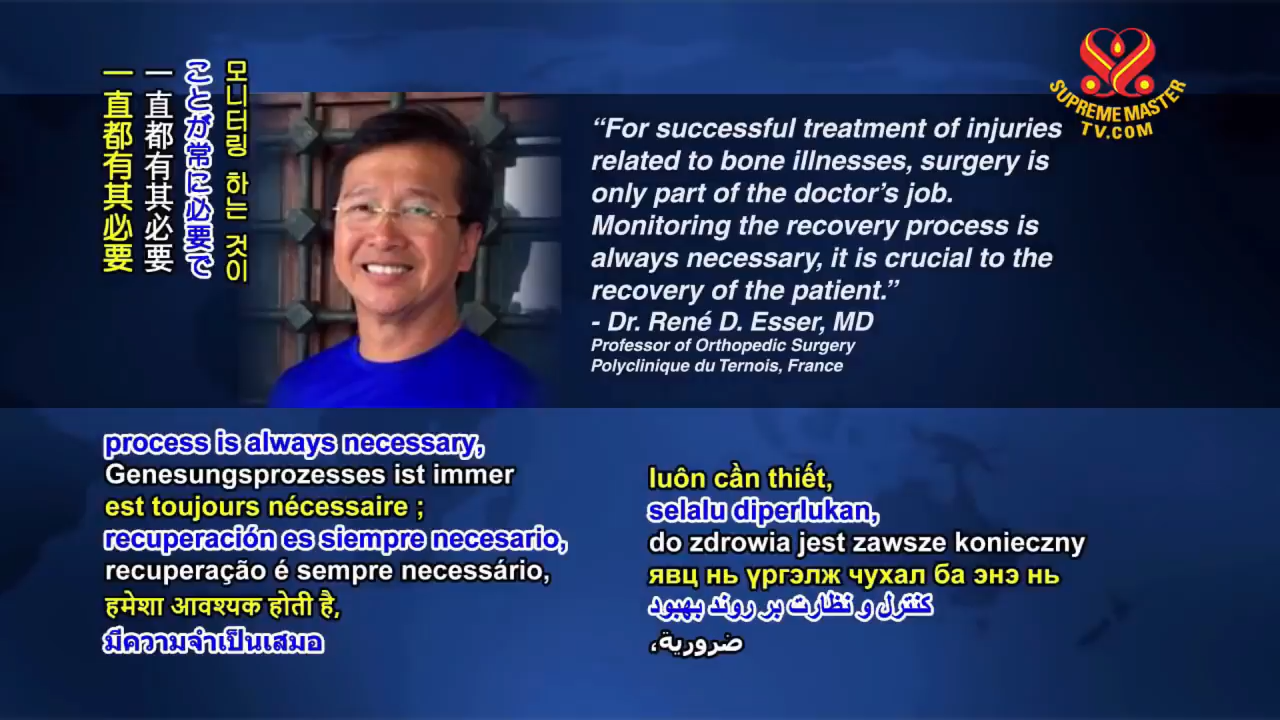 SUPREME MASTER
TV.COM
一直都有其必要
一直都有其必要
ことが常に必要で
모니터링 하는 것이
“For successful treatment of injuries
related to bone illnesses, surgery is
only part of the doctor’s job.
Monitoring the recovery process is
always necessary, it is crucial to the
recovery of the patient.”
- Dr. René D. Esser, MD
Professor of Orthopedic Surgery
Polyclinique du Ternois, France
process is always necessary,
Genesungsprozesses ist immer
est toujours nécessaire ;
recuperación es siempre necesario,
recuperação é sempre necessário,
हमेशा आवश्यक होती है,
มีความจำเป็นเสมอ
luôn cần thiết,
selalu diperlukan,
do zdrowia jest zawsze konieczny
явц нь үргэлж чухал ба энэ нь
کنترل و نظارت بر روند بهبود
ضرورية،